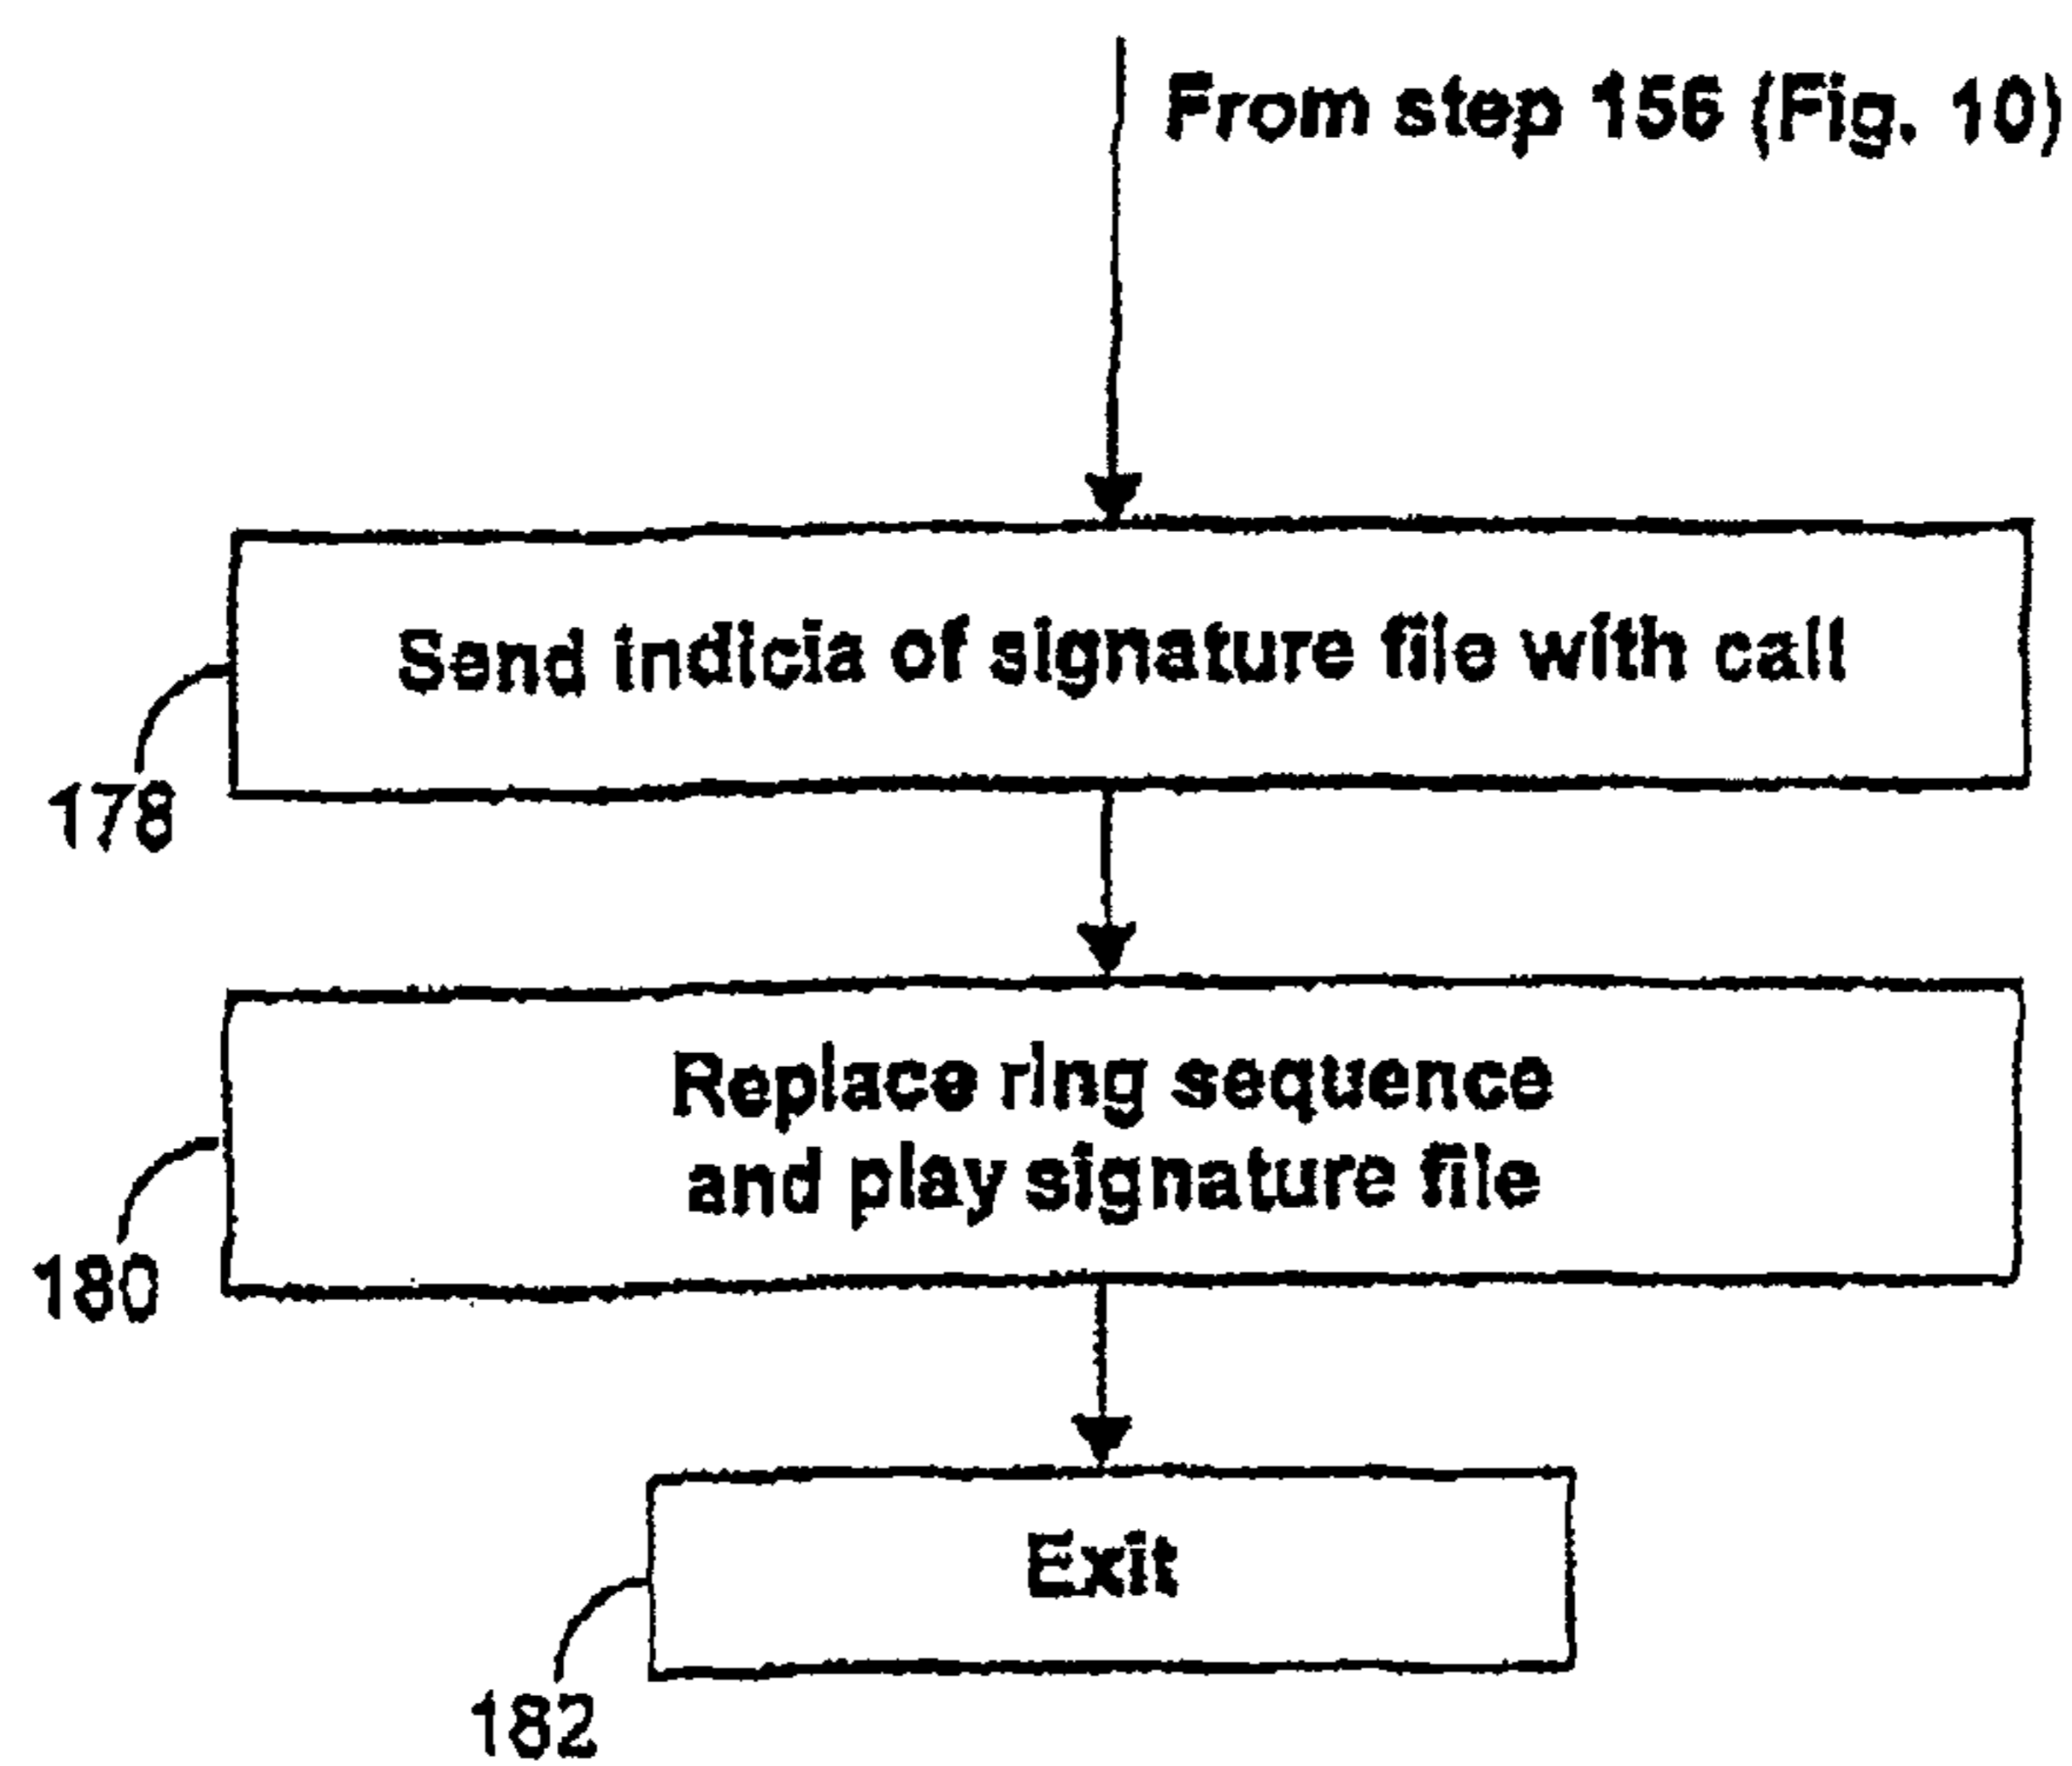 From step 156 (Fig. 10)
Send indicia of signature file with call
178
Replace ring sequence
and play signature file
180
Exit
182